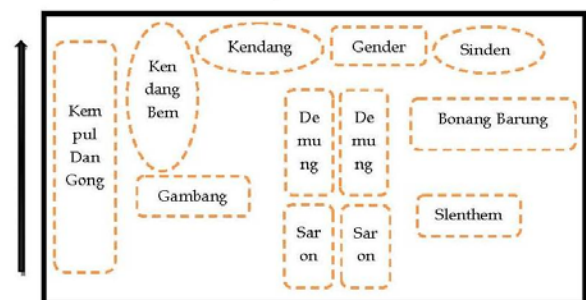 Kem
pul
Dan
Gong
Ken
dang
Bem
Kendang
Gender
Sinden
De
mu
ng
De
mu
ng
Bonang Barung
Gambang
Sar
on
Sar
on
Slenthem